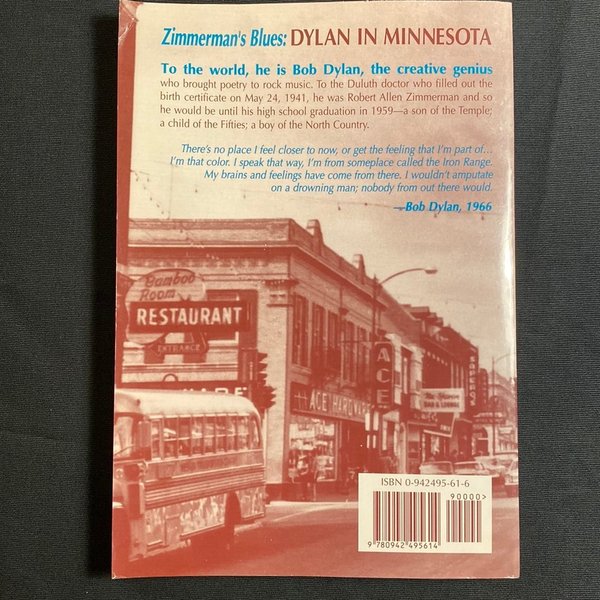 Zimmerman's Blues: DYLAN IN MINNESOTA
To the world, he is Bob Dylan, the creative genius
who brought poetry to rock music. To the Duluth doctor who filled out the
birth certificate on May 24, 1941, he was Robert Allen Zimmerman and so
he would be until his high school graduation in 1959—a son of the Temple;
a child of the Fifties; a boy of the North Country.
There's no place I feel closer to now, or get the feeling that I'm part of...
I'm that color. I speak that way, I'm from someplace called the Iron Range.
My brains and feelings have come from there. I wouldn't amputate
on a drowning man; nobody from out there would.
—Bob Dylan, 1966
Bamboo
Room
RESTAURANT
ENTRANCE
ACE HARDWARE
ACE
BAR & LOUNGE
ISBN 0-942495-61-6
90000>
9 780942 495614